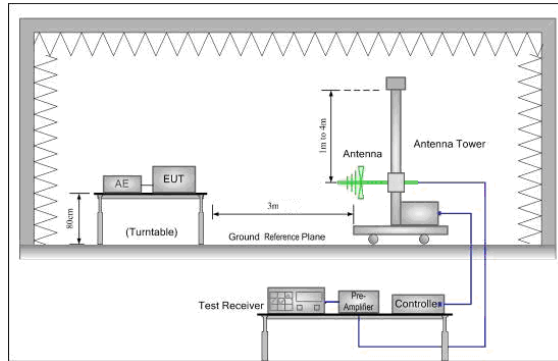 1m to 4m
Antenna
Antenna Tower
AE
EUT
80cm
(Turntable)
3m
Ground Reference Plane
Test Receiver
Pre-
Amplifier
Controller